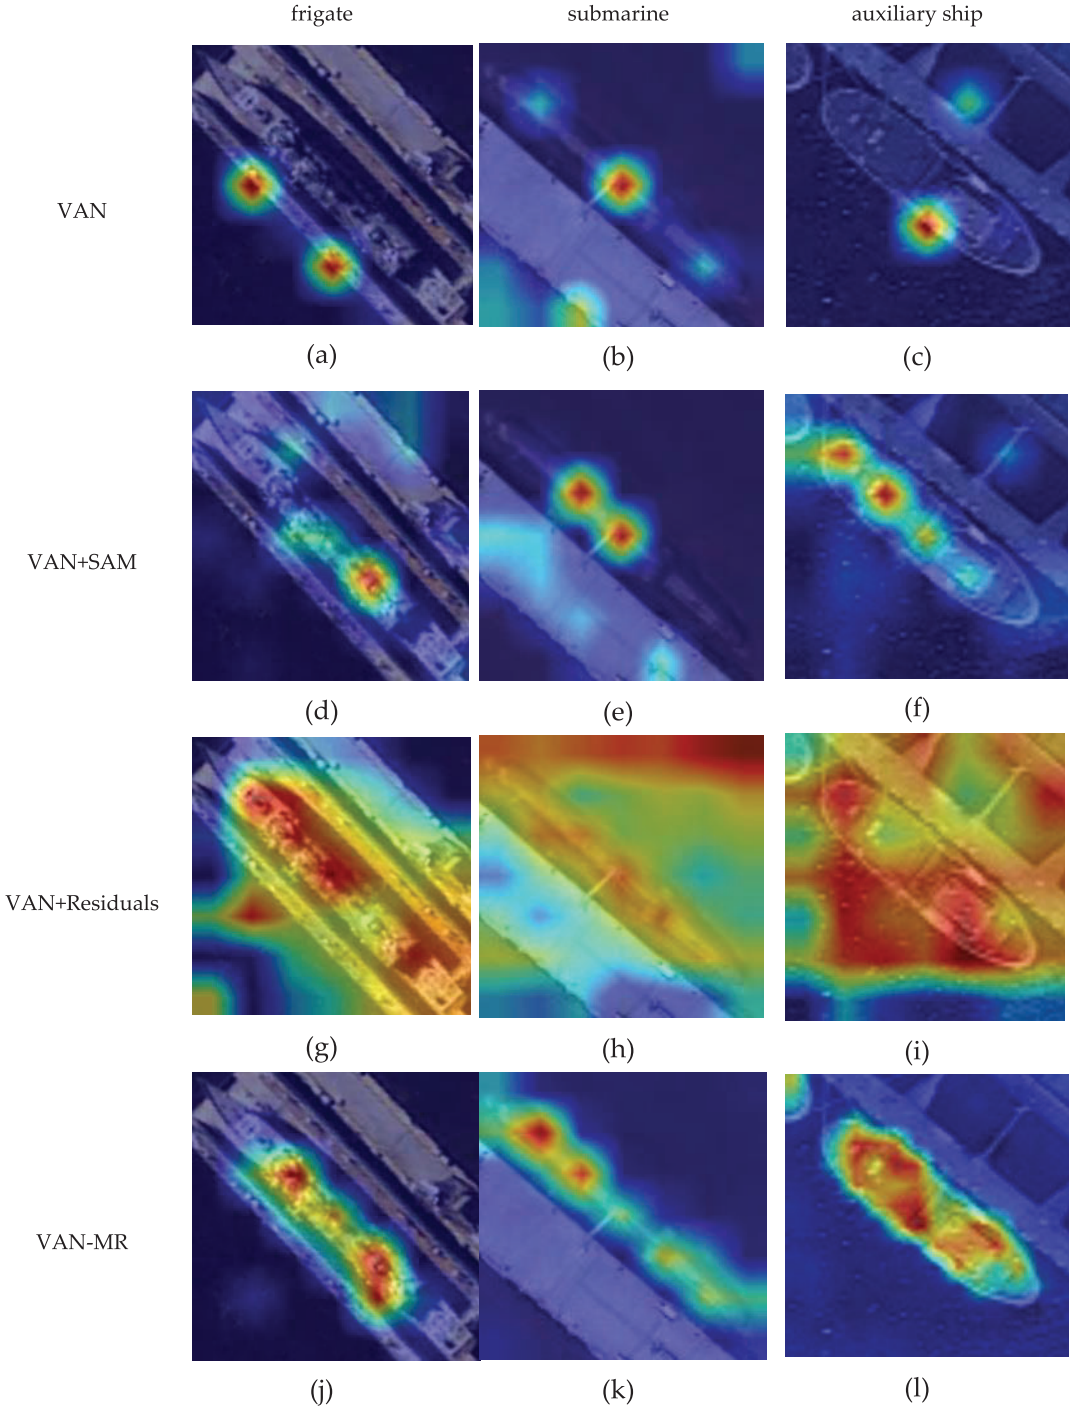 frigate submarine auxiliary ship
VAN
(a) (b) (c)
VAN+SAM
(d) (e) (f)
VAN+Residuals
(g) (h) (i)
VAN-MR
(j) (k) (l)